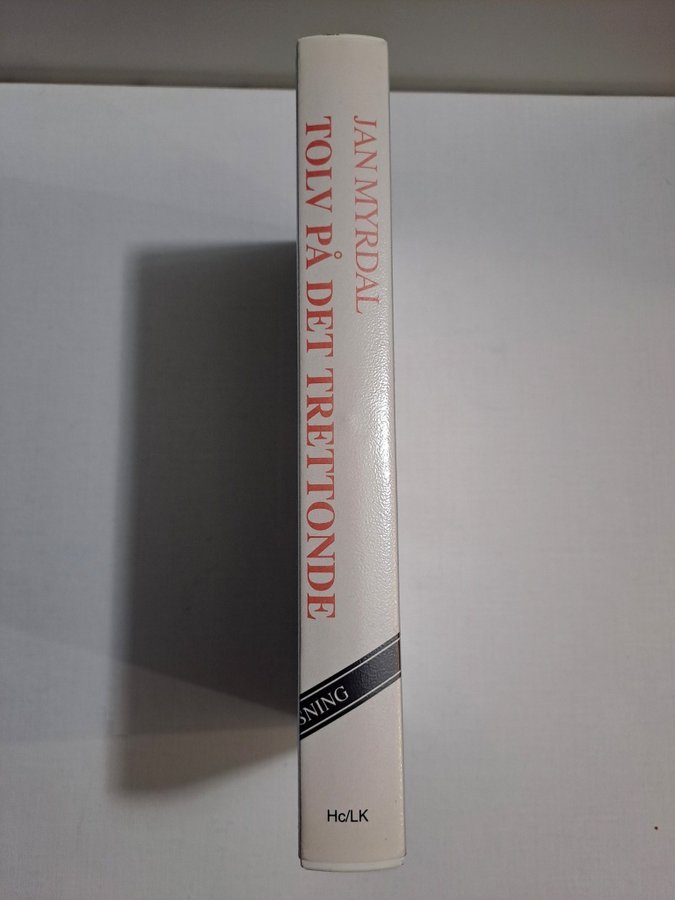 JAN MYRDAL
TOLV PÅ DET TRETTONDE
SNING
Hc/LK